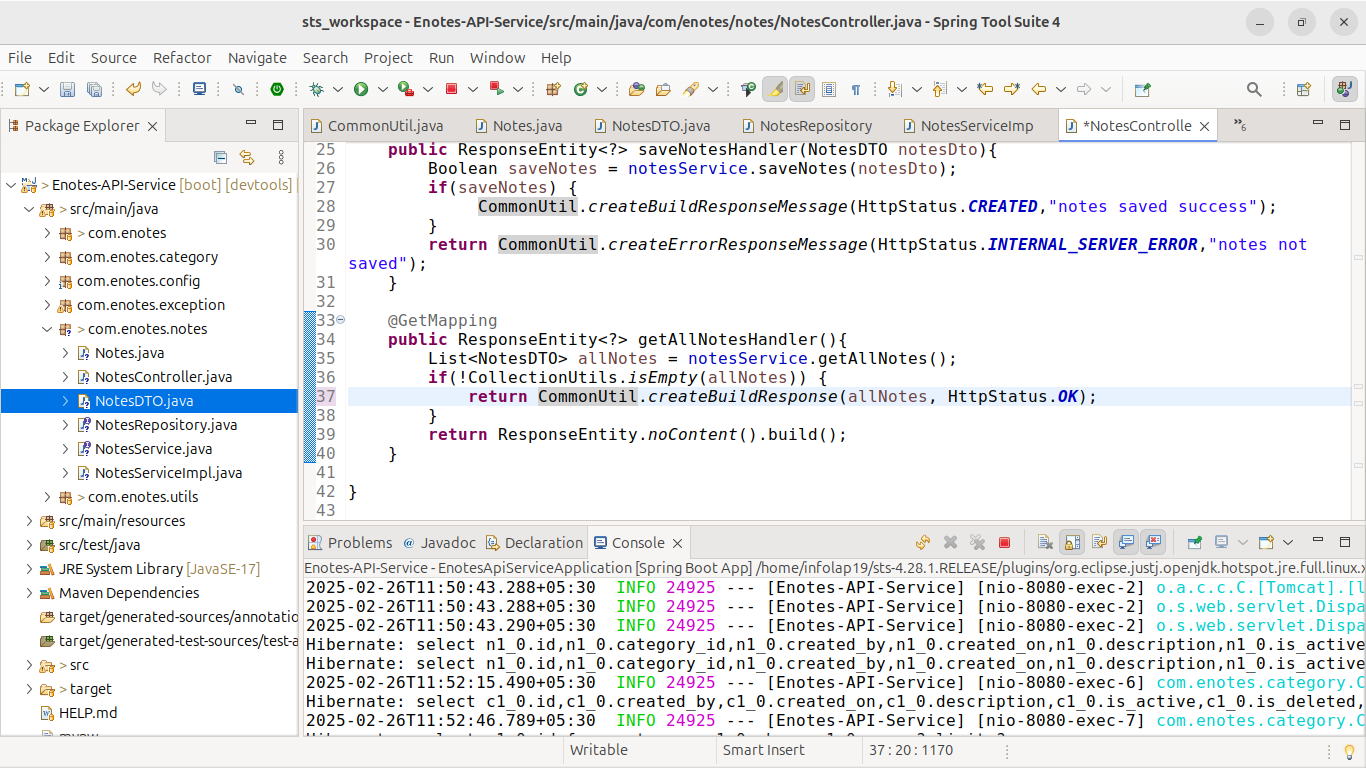 sts_workspace - Enotes-API-Service/src/main/java/com/enotes/notes/NotesController.java - Spring Tool Suite 4
File Edit Source Refactor Navigate Search Project Run Window Help
Package Explorer
> Enotes-API-Service [boot] [devtools]
> src/main/java
> com.enotes
com.enotes.category
com.enotes.config
com.enotes.exception
> com.enotes.notes
Notes.java
NotesController.java
NotesDTO.java
NotesRepository.java
NotesService.java
NotesServiceImpl.java
> com.enotes.utils
src/main/resources
src/test/java
JRE System Library [JavaSE-17]
Maven Dependencies
target/generated-sources/annotatio
target/generated-test-sources/test-a
> src
> target
HELP.md
CommonUtil.java Notes.java NotesDTO.java NotesRepository NotesServiceImp *NotesControlle »6
25 public ResponseEntity<?> saveNotesHandler(NotesDTO notesDto){
26 Boolean saveNotes = notesService.saveNotes(notesDto);
27 if(saveNotes) {
28 CommonUtil.createBuildResponseMessage(HttpStatus.CREATED,"notes saved success");
29 }
30 return CommonUtil.createErrorResponseMessage(HttpStatus.INTERNAL_SERVER_ERROR,"notes not
saved");
31 }
32
33 @GetMapping
34 public ResponseEntity<?> getAllNotesHandler(){
35 List<NotesDTO> allNotes = notesService.getAllNotes();
36 if(!CollectionUtils.isEmpty(allNotes)) {
37 return CommonUtil.createBuildResponse(allNotes, HttpStatus.OK);
38 }
39 return ResponseEntity.noContent().build();
40 }
41
42 }
43
Problems @ Javadoc Declaration Console
Enotes-API-Service - EnotesApiServiceApplication [Spring Boot App] /home/infolap19/sts-4.28.1.RELEASE/plugins/org.eclipse.justj.openjdk.hotspot.jre.full.linux.x
2025-02-26T11:50:43.288+05:30 INFO 24925 --- [Enotes-API-Service] [nio-8080-exec-2] o.a.c.c.C.[Tomcat].[l
2025-02-26T11:50:43.288+05:30 INFO 24925 --- [Enotes-API-Service] [nio-8080-exec-2] o.s.web.servlet.Dispa
2025-02-26T11:50:43.290+05:30 INFO 24925 --- [Enotes-API-Service] [nio-8080-exec-2] o.s.web.servlet.Dispa
Hibernate: select n1_0.id,n1_0.category_id,n1_0.created_by,n1_0.created_on,n1_0.description,n1_0.is_active
Hibernate: select n1_0.id,n1_0.category_id,n1_0.created_by,n1_0.created_on,n1_0.description,n1_0.is_active
2025-02-26T11:52:15.490+05:30 INFO 24925 --- [Enotes-API-Service] [nio-8080-exec-6] com.enotes.category.C
Hibernate: select c1_0.id,c1_0.created_by,c1_0.created_on,c1_0.description,c1_0.is_active,c1_0.is_deleted,
2025-02-26T11:52:46.789+05:30 INFO 24925 --- [Enotes-API-Service] [nio-8080-exec-7] com.enotes.category.C
Writable Smart Insert 37 : 20 : 1170